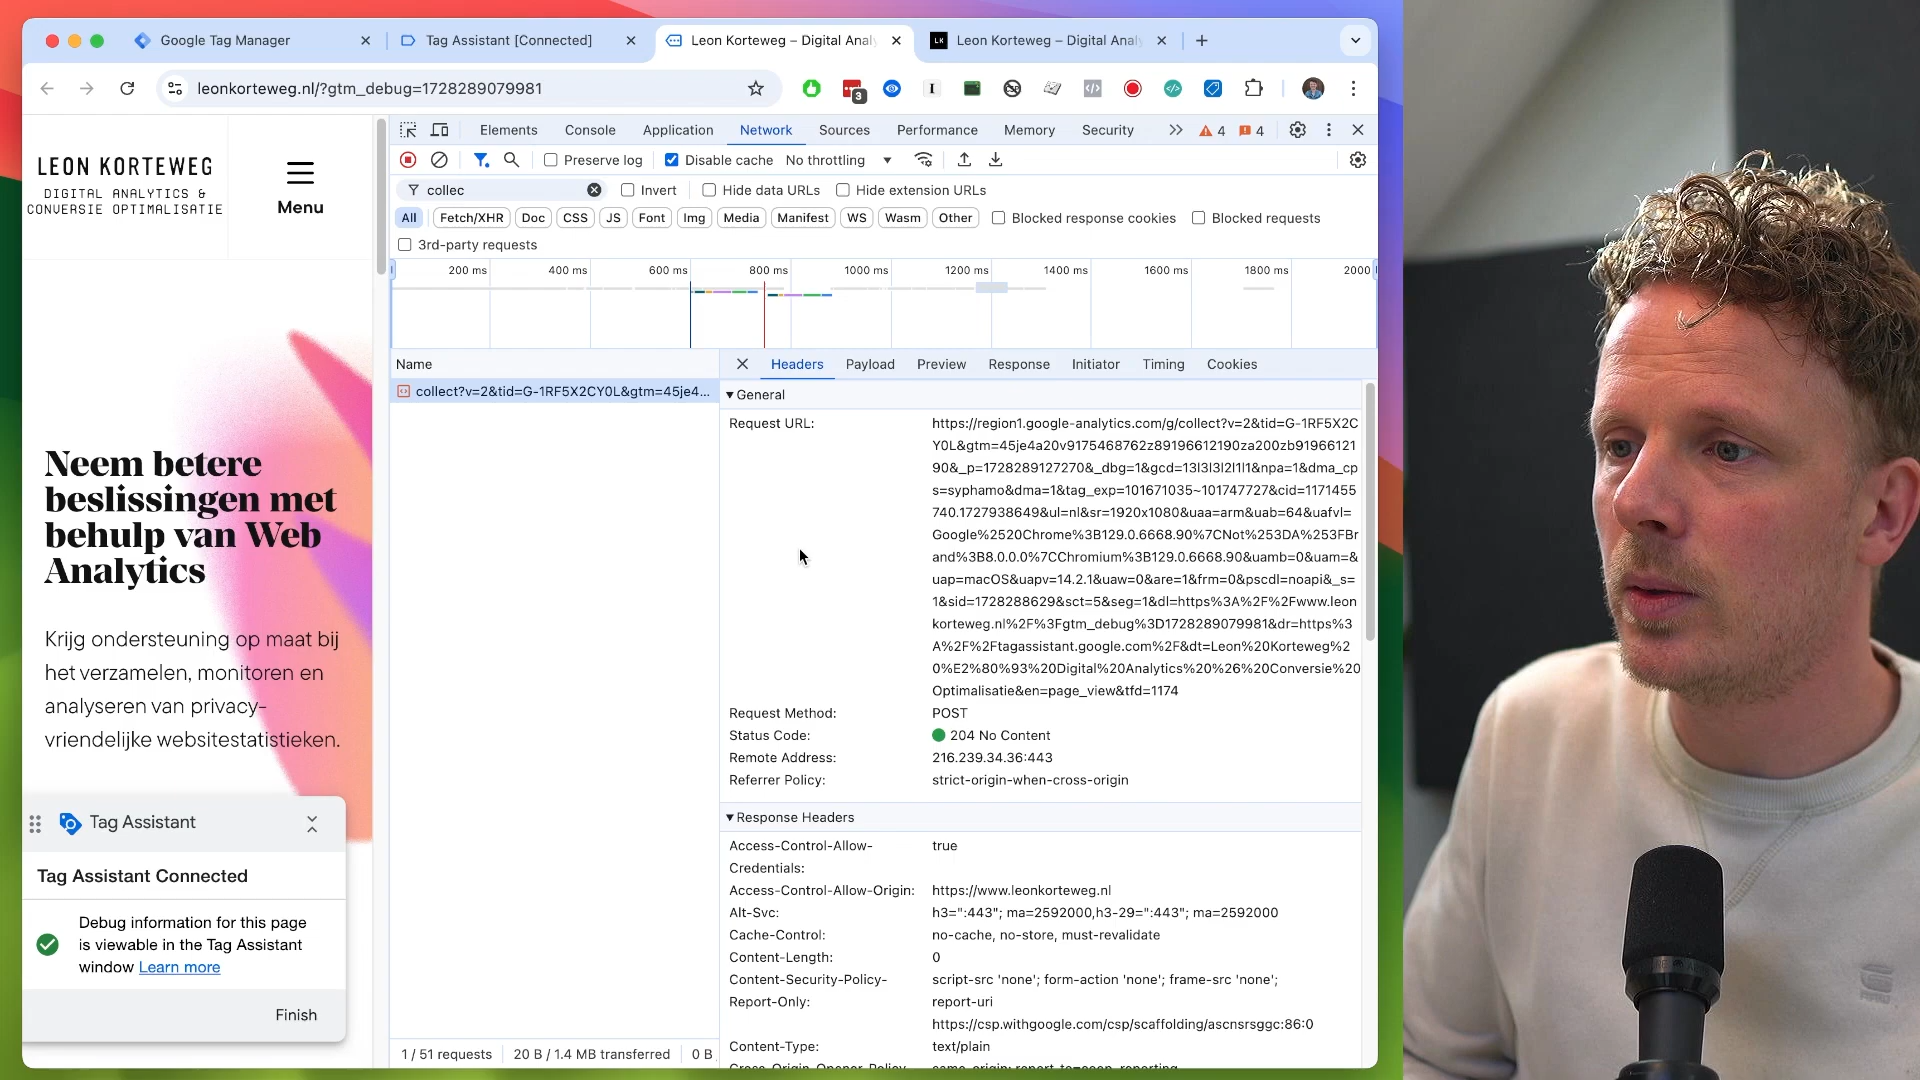 Google Tag Manager
Tag Assistant [Connected]
Leon Korteweg – Digital Anal
Leon Korteweg – Digital Anal
leonkorteweg.nl/?gtm_debug=1728289079981
3
LEON KORTEWEG
DIGITAL ANALYTICS &
CONVERSIE OPTIMALISATIE
Menu
Neem betere
beslissingen met
behulp van Web
Analytics
Krijg ondersteuning op maat bij
het verzamelen, monitoren en
analyseren van privacy-
vriendelijke websitestatistieken.
Tag Assistant
Tag Assistant Connected
Debug information for this page
is viewable in the Tag Assistant
window Learn more
Finish
Elements Console Application Network Sources Performance Memory Security 4 4
Preserve log Disable cache No throttling
collec Invert Hide data URLs Hide extension URLs
All Fetch/XHR Doc CSS JS Font Img Media Manifest WS Wasm Other Blocked response cookies Blocked requests
3rd-party requests
200 ms 400 ms 600 ms 800 ms 1000 ms 1200 ms 1400 ms 1600 ms 1800 ms 2000
Name
collect?v=2&tid=G-1RF5X2CY0L&gtm=45je4...
Headers Payload Preview Response Initiator Timing Cookies
General
Request URL: https://region1.google-analytics.com/g/collect?v=2&tid=G-1RF5X2C
Y0L&gtm=45je4a20v9175468762z89196612190za200zb91966121
90&_p=1728289127270&_dbg=1&gcd=13l3l3l2l1l1&npa=1&dma_cp
s=syphamo&dma=1&tag_exp=101671035~101747727&cid=1171455
740.1727938649&ul=nl&sr=1920x1080&uaa=arm&uab=64&uafvl=
Google%2520Chrome%3B129.0.6668.90%7CNot%253DA%253FBr
and%3B8.0.0.0%7CChromium%3B129.0.6668.90&uamb=0&uam=&
uap=macOS&uapv=14.2.1&uaw=0&are=1&frm=0&pscdl=noapi&_s=
1&sid=1728288629&sct=5&seg=1&dl=https%3A%2F%2Fwww.leon
korteweg.nl%2F%3Fgtm_debug%3D1728289079981&dr=https%3
A%2F%2Ftagassistant.google.com%2F&dt=Leon%20Korteweg%2
0%E2%80%93%20Digital%20Analytics%20%26%20Conversie%20
Optimalisatie&en=page_view&tfd=1174
Request Method: POST
Status Code: 204 No Content
Remote Address: 216.239.34.36:443
Referrer Policy: strict-origin-when-cross-origin
Response Headers
Access-Control-Allow- true
Credentials:
Access-Control-Allow-Origin: https://www.leonkorteweg.nl
Alt-Svc: h3=":443"; ma=2592000,h3-29=":443"; ma=2592000
Cache-Control: no-cache, no-store, must-revalidate
Content-Length: 0
Content-Security-Policy- script-src 'none'; form-action 'none'; frame-src 'none';
Report-Only: report-uri
https://csp.withgoogle.com/csp/scaffolding/ascnsrsggc:86:0
Content-Type: text/plain
Cross-Origin-Opener-Policy
1 / 51 requests 20 B / 1.4 MB transferred 0 B